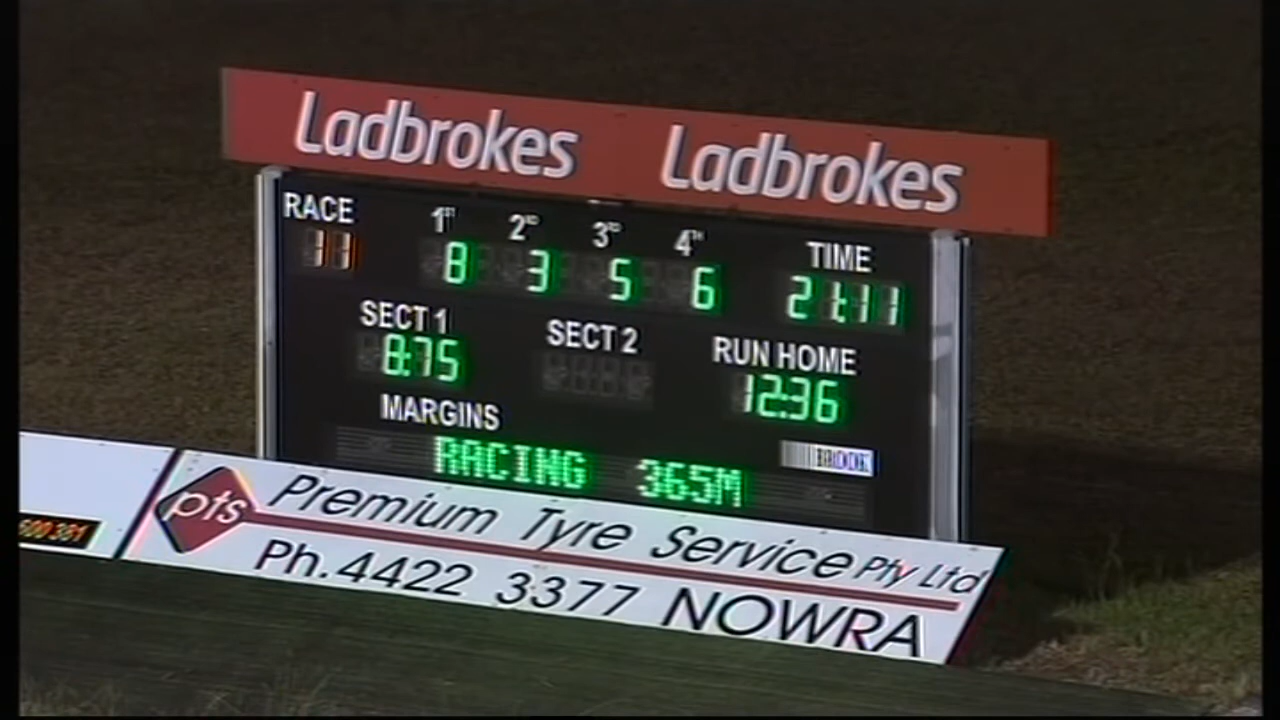 Ladbrokes Ladbrokes
RACE 1ST 2ND 3RD 4TH TIME
11 8 3 5 6 21:11
SECT 1 SECT 2 RUN HOME
8:75 12:36
MARGINS
RACING 365M
pts Premium Tyre Service Pty Ltd
Ph.4422 3377 NOWRA